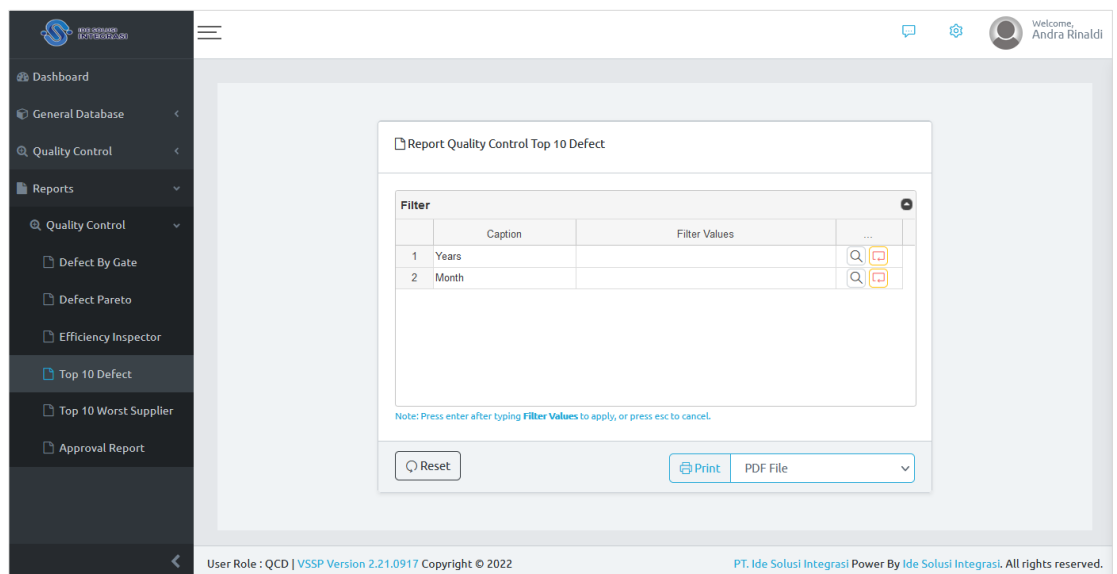 IDE SOLUSI
INTEGRASI
Welcome,
Andra Rinaldi
Dashboard
General Database
Quality Control
Reports
Quality Control
Defect By Gate
Defect Pareto
Efficiency Inspector
Top 10 Defect
Top 10 Worst Supplier
Approval Report
Report Quality Control Top 10 Defect
Filter
Caption Filter Values ...
1 Years
2 Month
Note: Press enter after typing Filter Values to apply, or press esc to cancel.
Reset Print PDF File
User Role : QCD | VSSP Version 2.21.0917 Copyright © 2022 PT. Ide Solusi Integrasi Power By Ide Solusi Integrasi. All rights reserved.